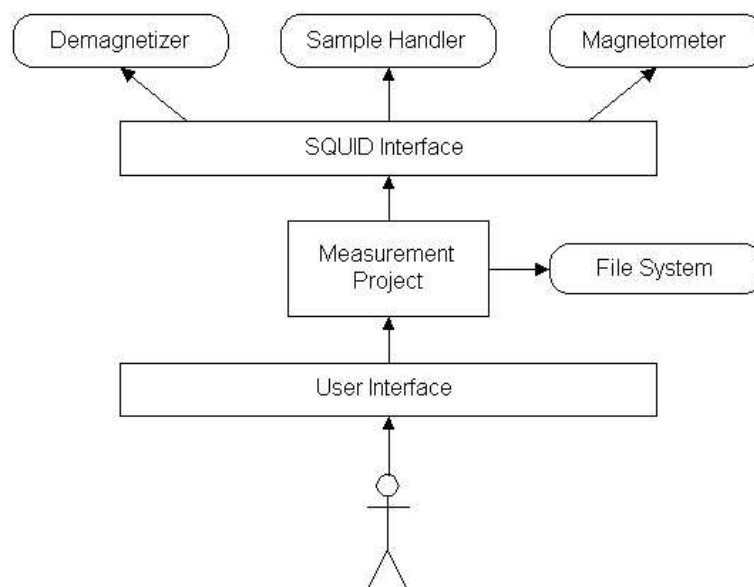 Demagnetizer
Sample Handler
Magnetometer
SQUID Interface
Measurement
Project
File System
User Interface